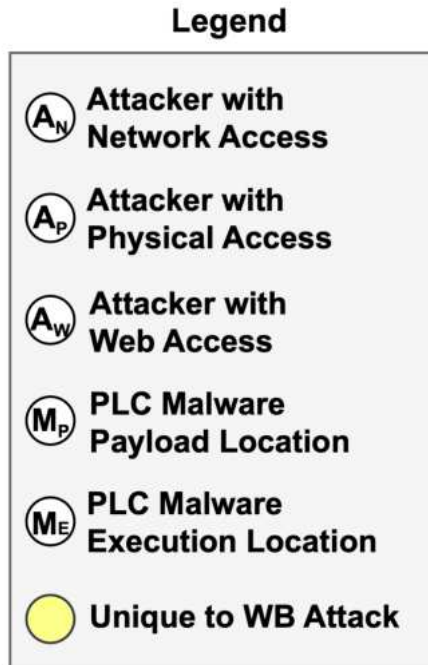 Legend
A_N Attacker with
Network Access
A_P Attacker with
Physical Access
A_W Attacker with
Web Access
M_P PLC Malware
Payload Location
M_E PLC Malware
Execution Location
Unique to WB Attack